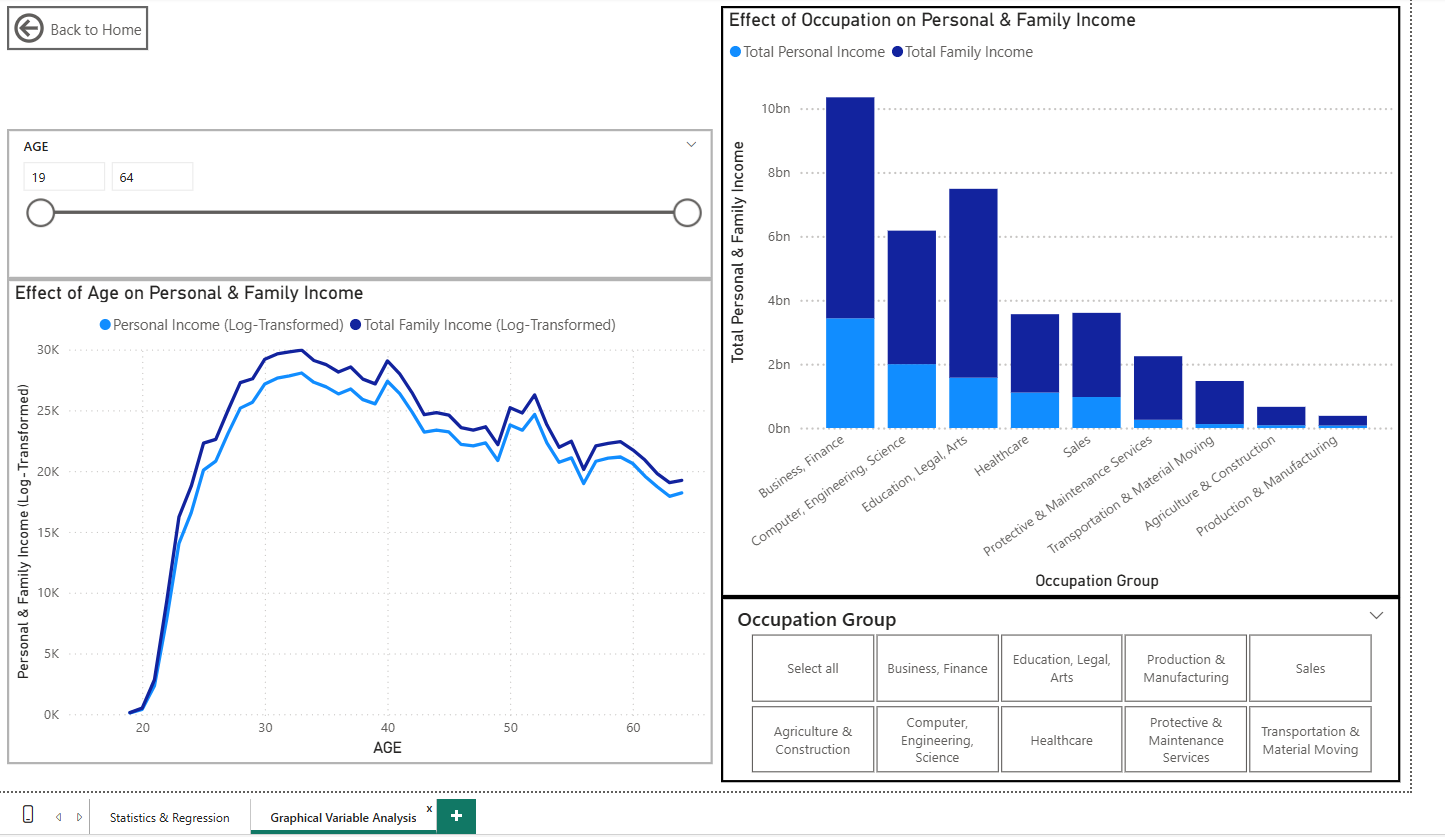 Back to Home
AGE
19
64
Effect of Age on Personal & Family Income
Personal Income (Log-Transformed) Total Family Income (Log-Transformed)
Personal & Family Income (Log-Transformed)
30K
25K
20K
15K
10K
5K
0K
20 30 40 50 60
AGE
Effect of Occupation on Personal & Family Income
Total Personal Income Total Family Income
Total Personal & Family Income
10bn
8bn
6bn
4bn
2bn
0bn
Business, Finance
Computer, Engineering, Science
Education, Legal, Arts
Healthcare
Sales
Protective & Maintenance Services
Transportation & Material Moving
Agriculture & Construction
Production & Manufacturing
Occupation Group
Occupation Group
Select all
Business, Finance
Education, Legal,
Arts
Production &
Manufacturing
Sales
Agriculture &
Construction
Computer,
Engineering,
Science
Healthcare
Protective &
Maintenance
Services
Transportation &
Material Moving
Statistics & Regression
Graphical Variable Analysis
x
+